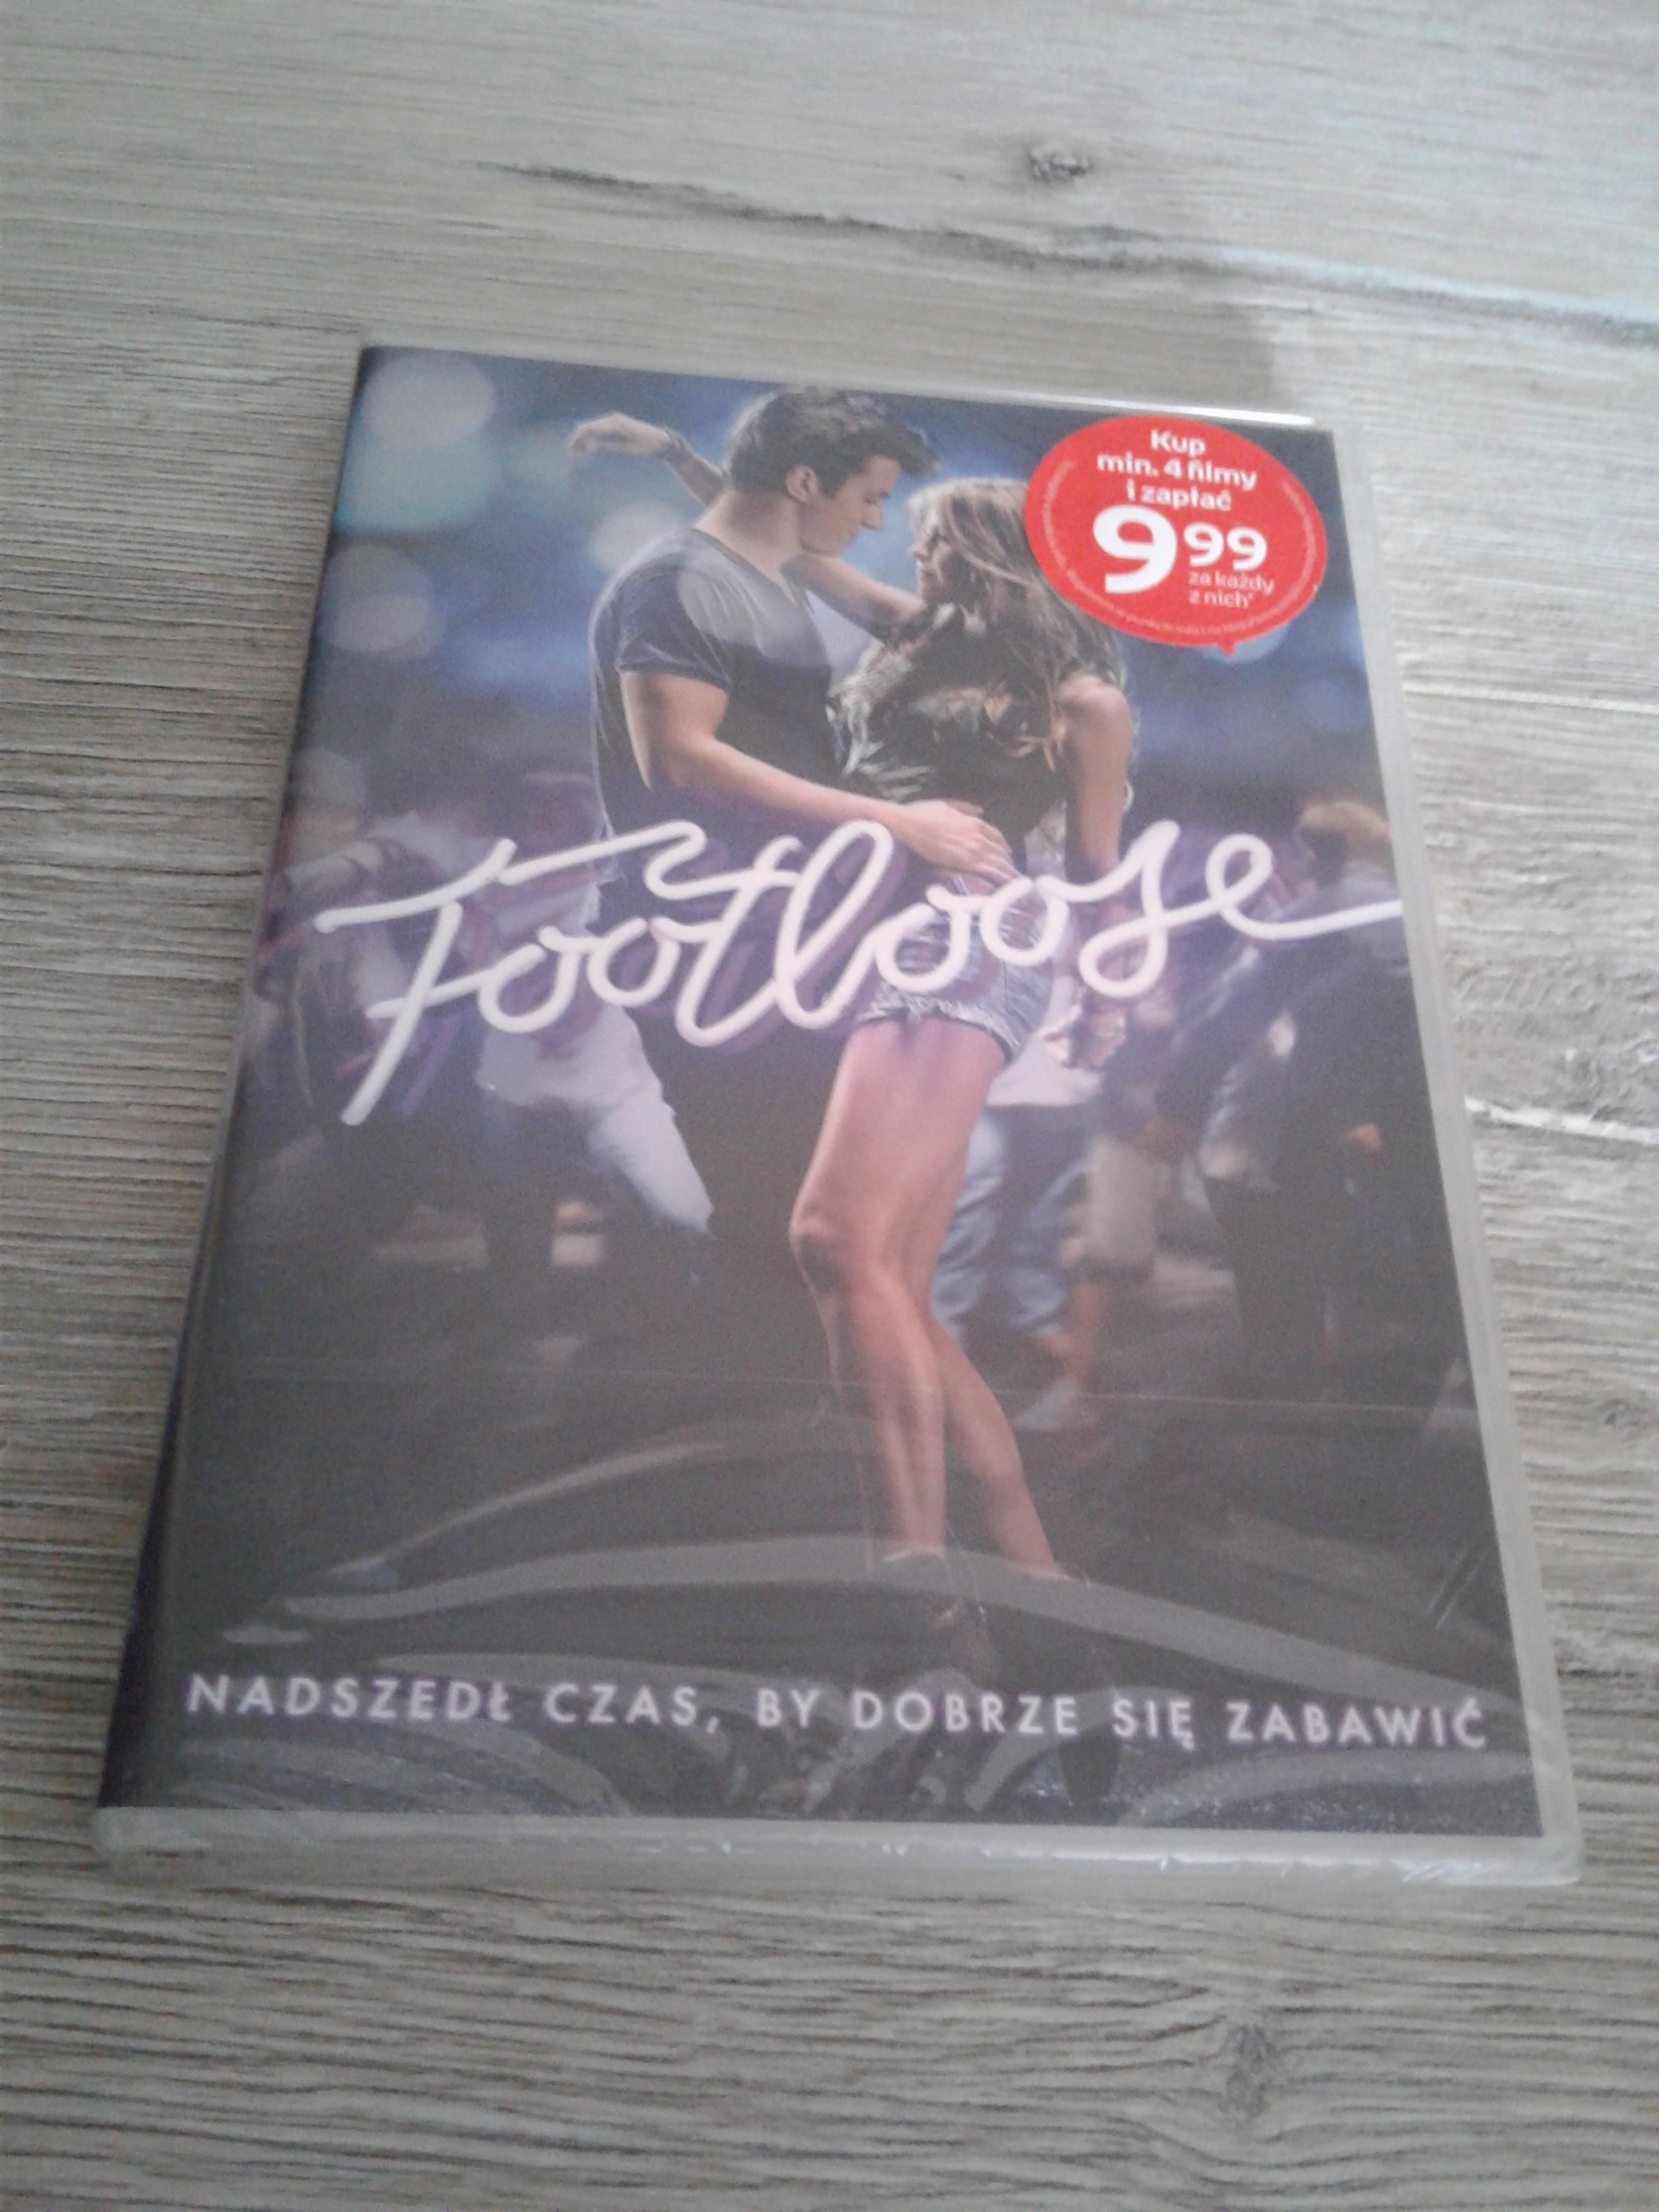 Kup
min. 4 filmy
i zapłać
9 99
za każdy
z nich*
Footloose
NADSZEDŁ CZAS, BY DOBRZE SIĘ ZABAWIĆ